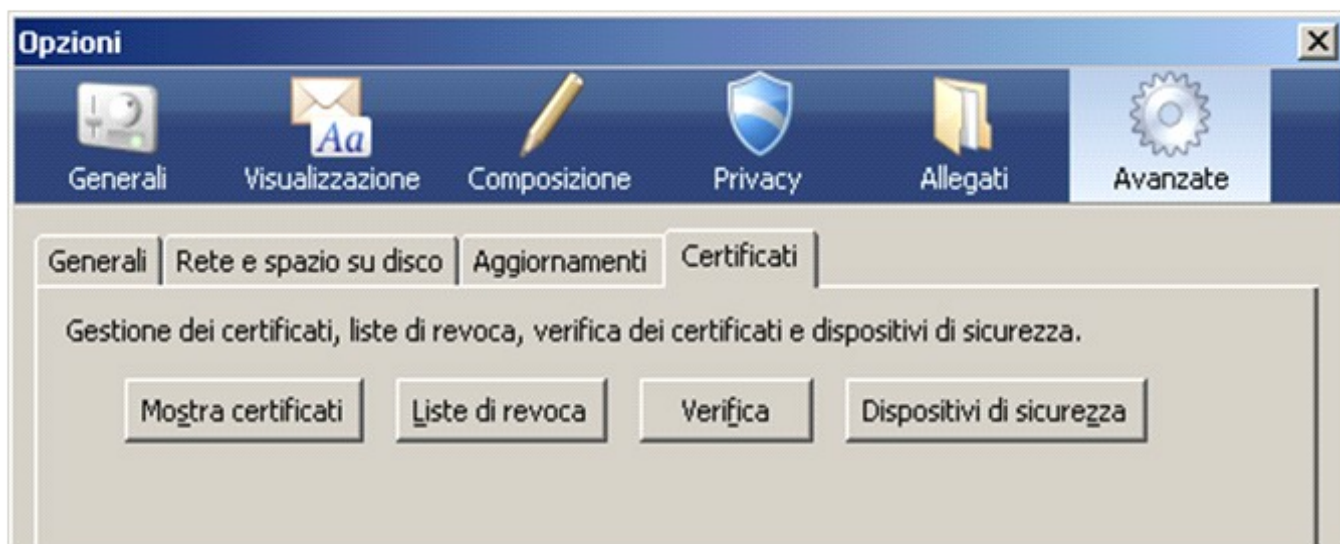 Opzioni
Aa
Generali Visualizzazione Composizione Privacy Allegati Avanzate
Generali Rete e spazio su disco Aggiornamenti Certificati
Gestione dei certificati, liste di revoca, verifica dei certificati e dispositivi di sicurezza.
Mostra certificati Liste di revoca Verifica Dispositivi di sicurezza